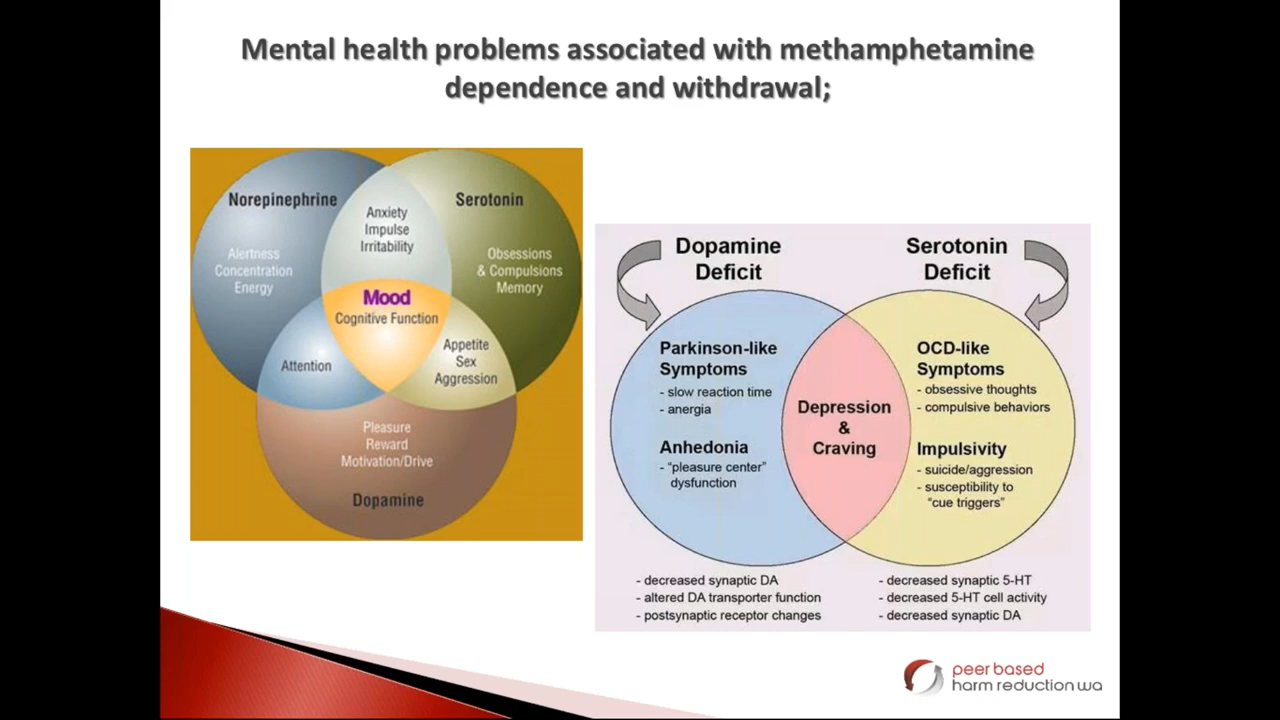 Mental health problems associated with methamphetamine
dependence and withdrawal;
Norepinephrine
Serotonin
Anxiety
Impulse
Irritability
Alertness
Concentration
Energy
Obsessions
& Compulsions
Memory
Mood
Cognitive Function
Attention
Appetite
Sex
Aggression
Pleasure
Reward
Motivation/Drive
Dopamine
Dopamine
Deficit
Serotonin
Deficit
Parkinson-like
Symptoms
- slow reaction time
- anergia
Anhedonia
- "pleasure center"
dysfunction
Depression
&
Craving
OCD-like
Symptoms
- obsessive thoughts
- compulsive behaviors
Impulsivity
- suicide/aggression
- susceptibility to
"cue triggers"
- decreased synaptic DA
- altered DA transporter function
- postsynaptic receptor changes
- decreased synaptic 5-HT
- decreased 5-HT cell activity
- decreased synaptic DA
peer based
harm reduction wa